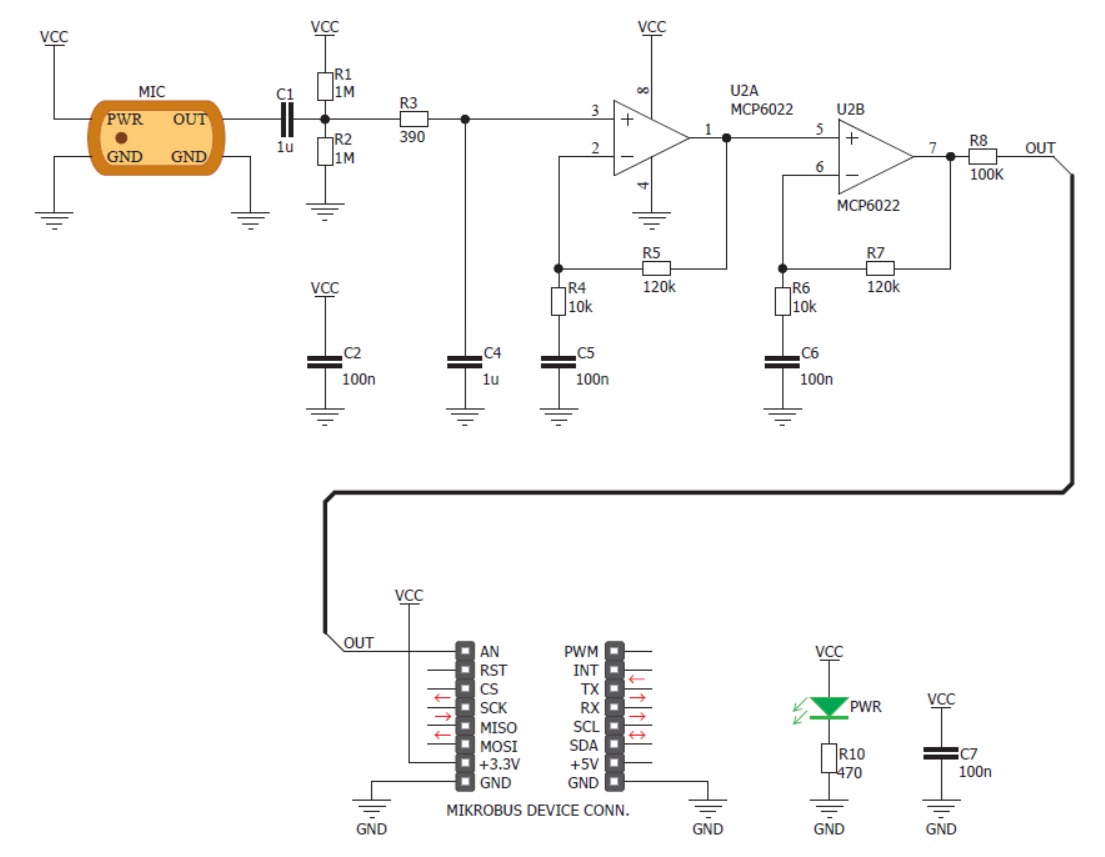 VCC
MIC
PWR OUT
GND GND
C1
1u
VCC
R1
1M
R2
1M
R3
390
VCC
8
3
2
1
4
U2A
MCP6022
U2B
5
6
7
MCP6022
R8
100K
OUT
R5
120k
R7
120k
R4
10k
R6
10k
VCC
C2
100n
C4
1u
C5
100n
C6
100n
VCC
OUT
AN PWM
RST INT
CS TX
SCK RX
MISO SCL
MOSI SDA
+3.3V +5V
GND GND
MIKROBUS DEVICE CONN.
GND
GND
VCC
PWR
R10
470
GND
VCC
C7
100n
GND